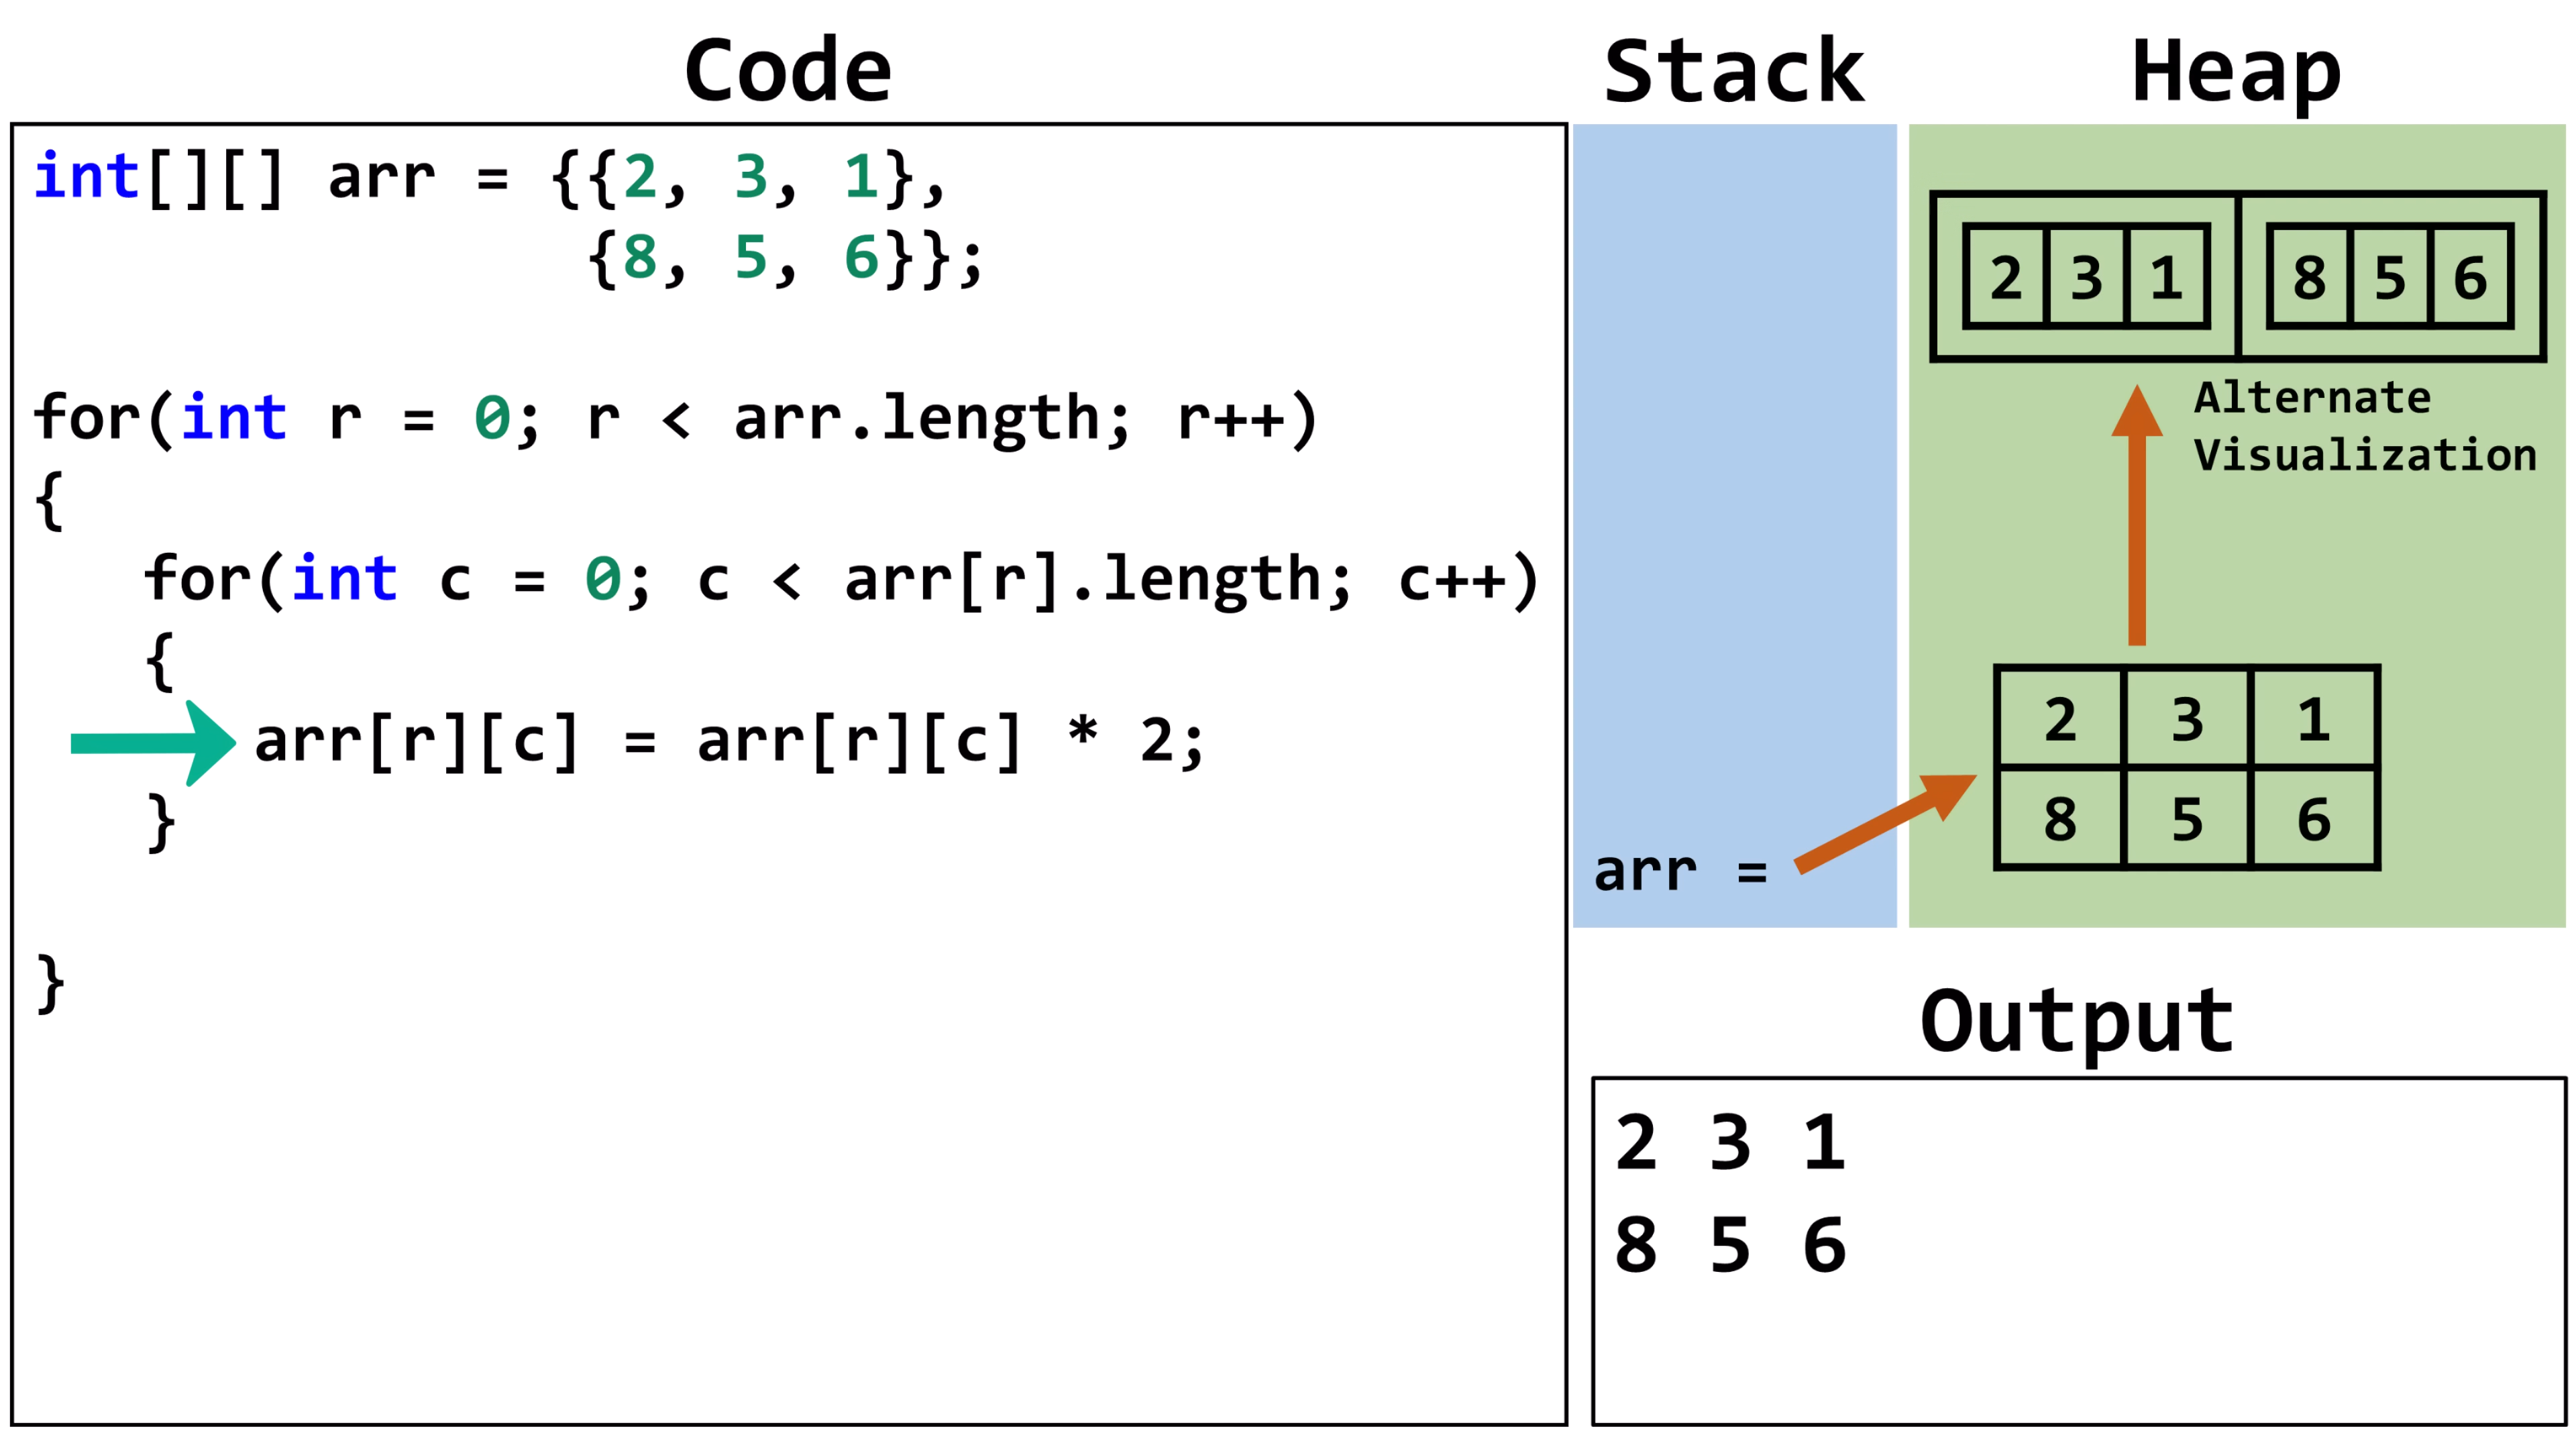 Code
int[][] arr = {{2, 3, 1},
{8, 5, 6}};
for(int r = 0; r < arr.length; r++)
{
for(int c = 0; c < arr[r].length; c++)
{
arr[r][c] = arr[r][c] * 2;
}
}
Stack
arr =
Heap
2 3 1 8 5 6
Alternate
Visualization
2 3 1
8 5 6
Output
2 3 1
8 5 6